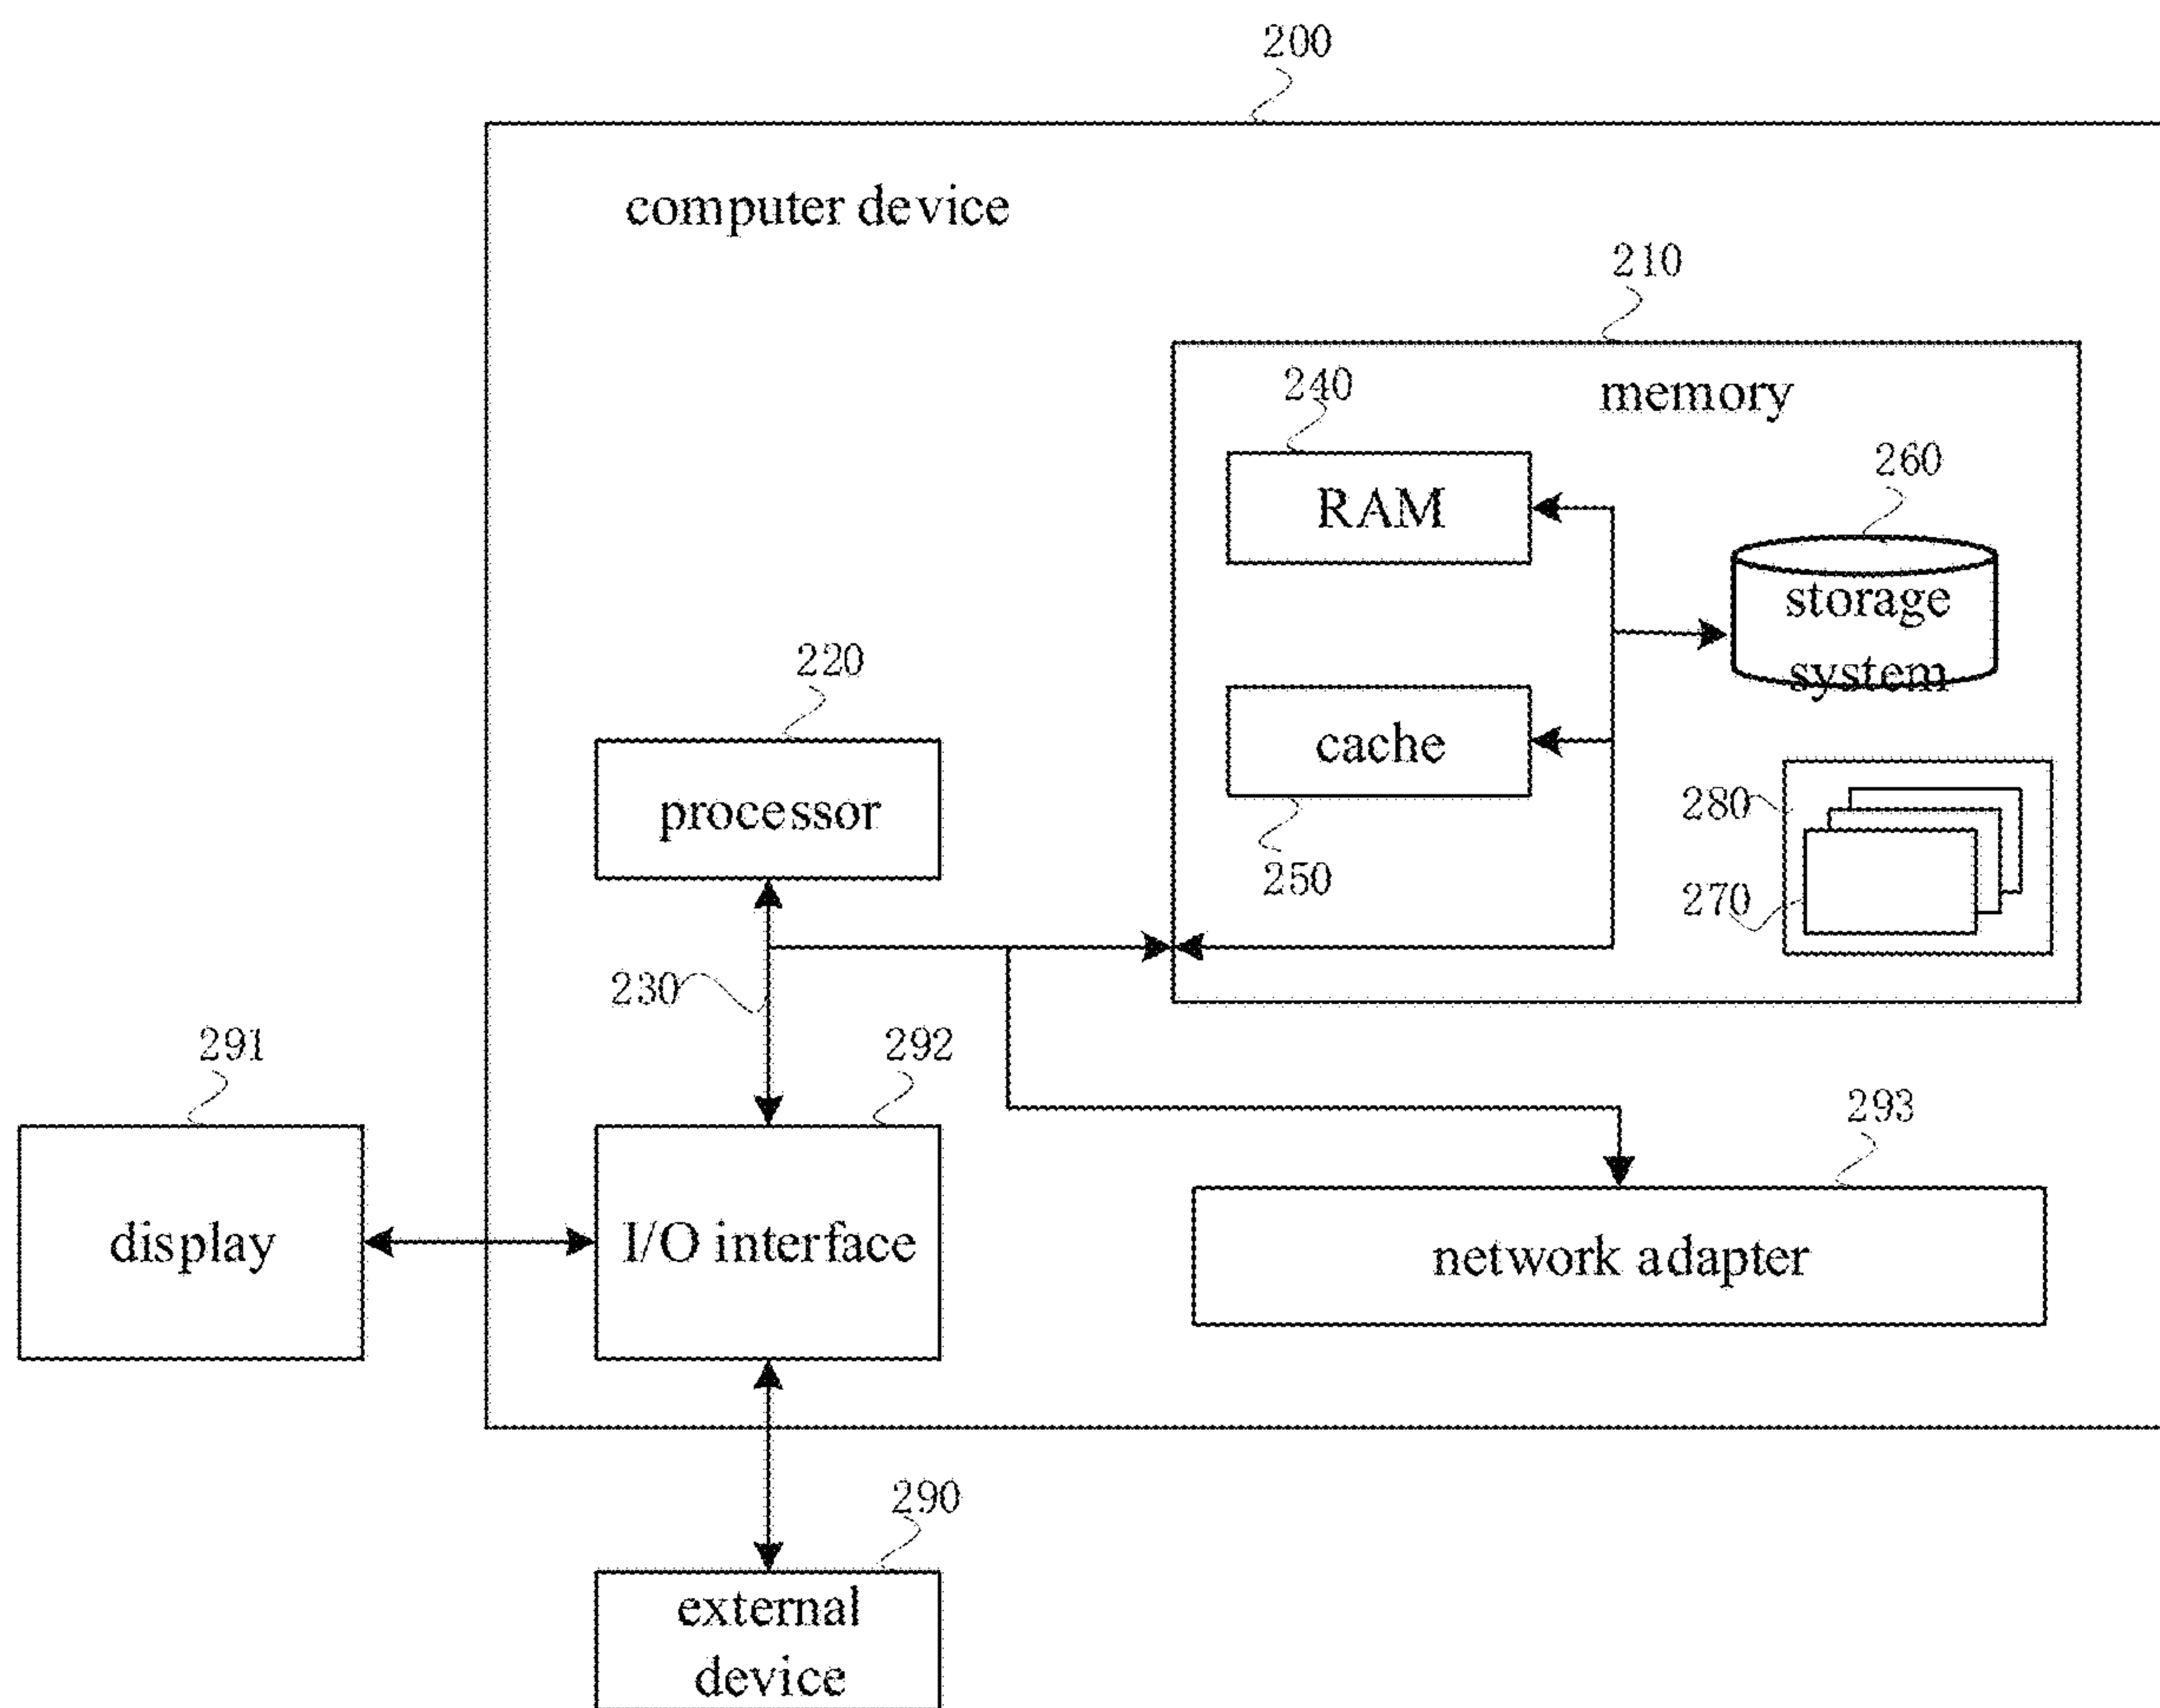 200
computer device
210
memory
240
RAM
260
storage
system
220
processor
cache
250
280
270
230
291
display
292
I/O interface
293
network adapter
290
external
device